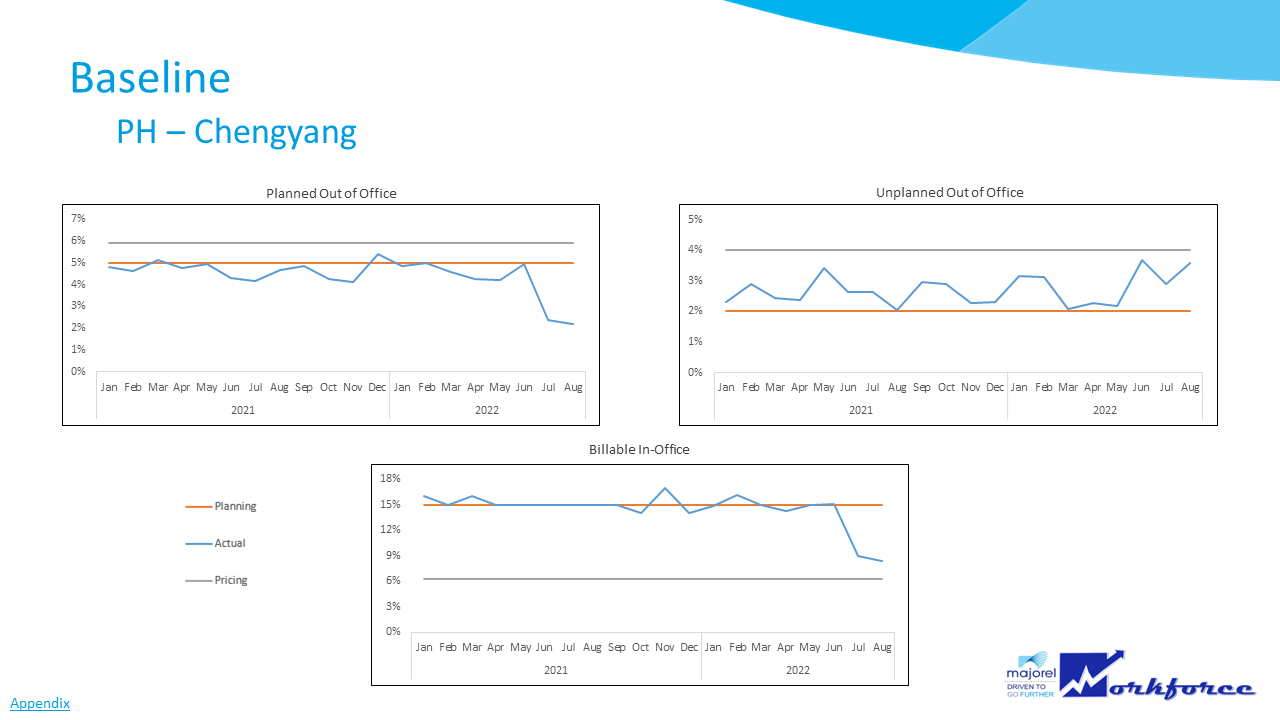 Baseline
PH – Chengyang
Planned Out of Office
7%
6%
5%
4%
3%
2%
1%
0%
Jan Feb Mar Apr May Jun Jul Aug Sep Oct Nov Dec Jan Feb Mar Apr May Jun Jul Aug
2021 2022
Unplanned Out of Office
5%
4%
3%
2%
1%
0%
Jan Feb Mar Apr May Jun Jul Aug Sep Oct Nov Dec Jan Feb Mar Apr May Jun Jul Aug
2021 2022
Planning
Actual
Pricing
Billable In-Office
18%
15%
12%
9%
6%
3%
0%
Jan Feb Mar Apr May Jun Jul Aug Sep Oct Nov Dec Jan Feb Mar Apr May Jun Jul Aug
2021 2022
majorel
DRIVEN TO
GO FURTHER
Workforce
Appendix